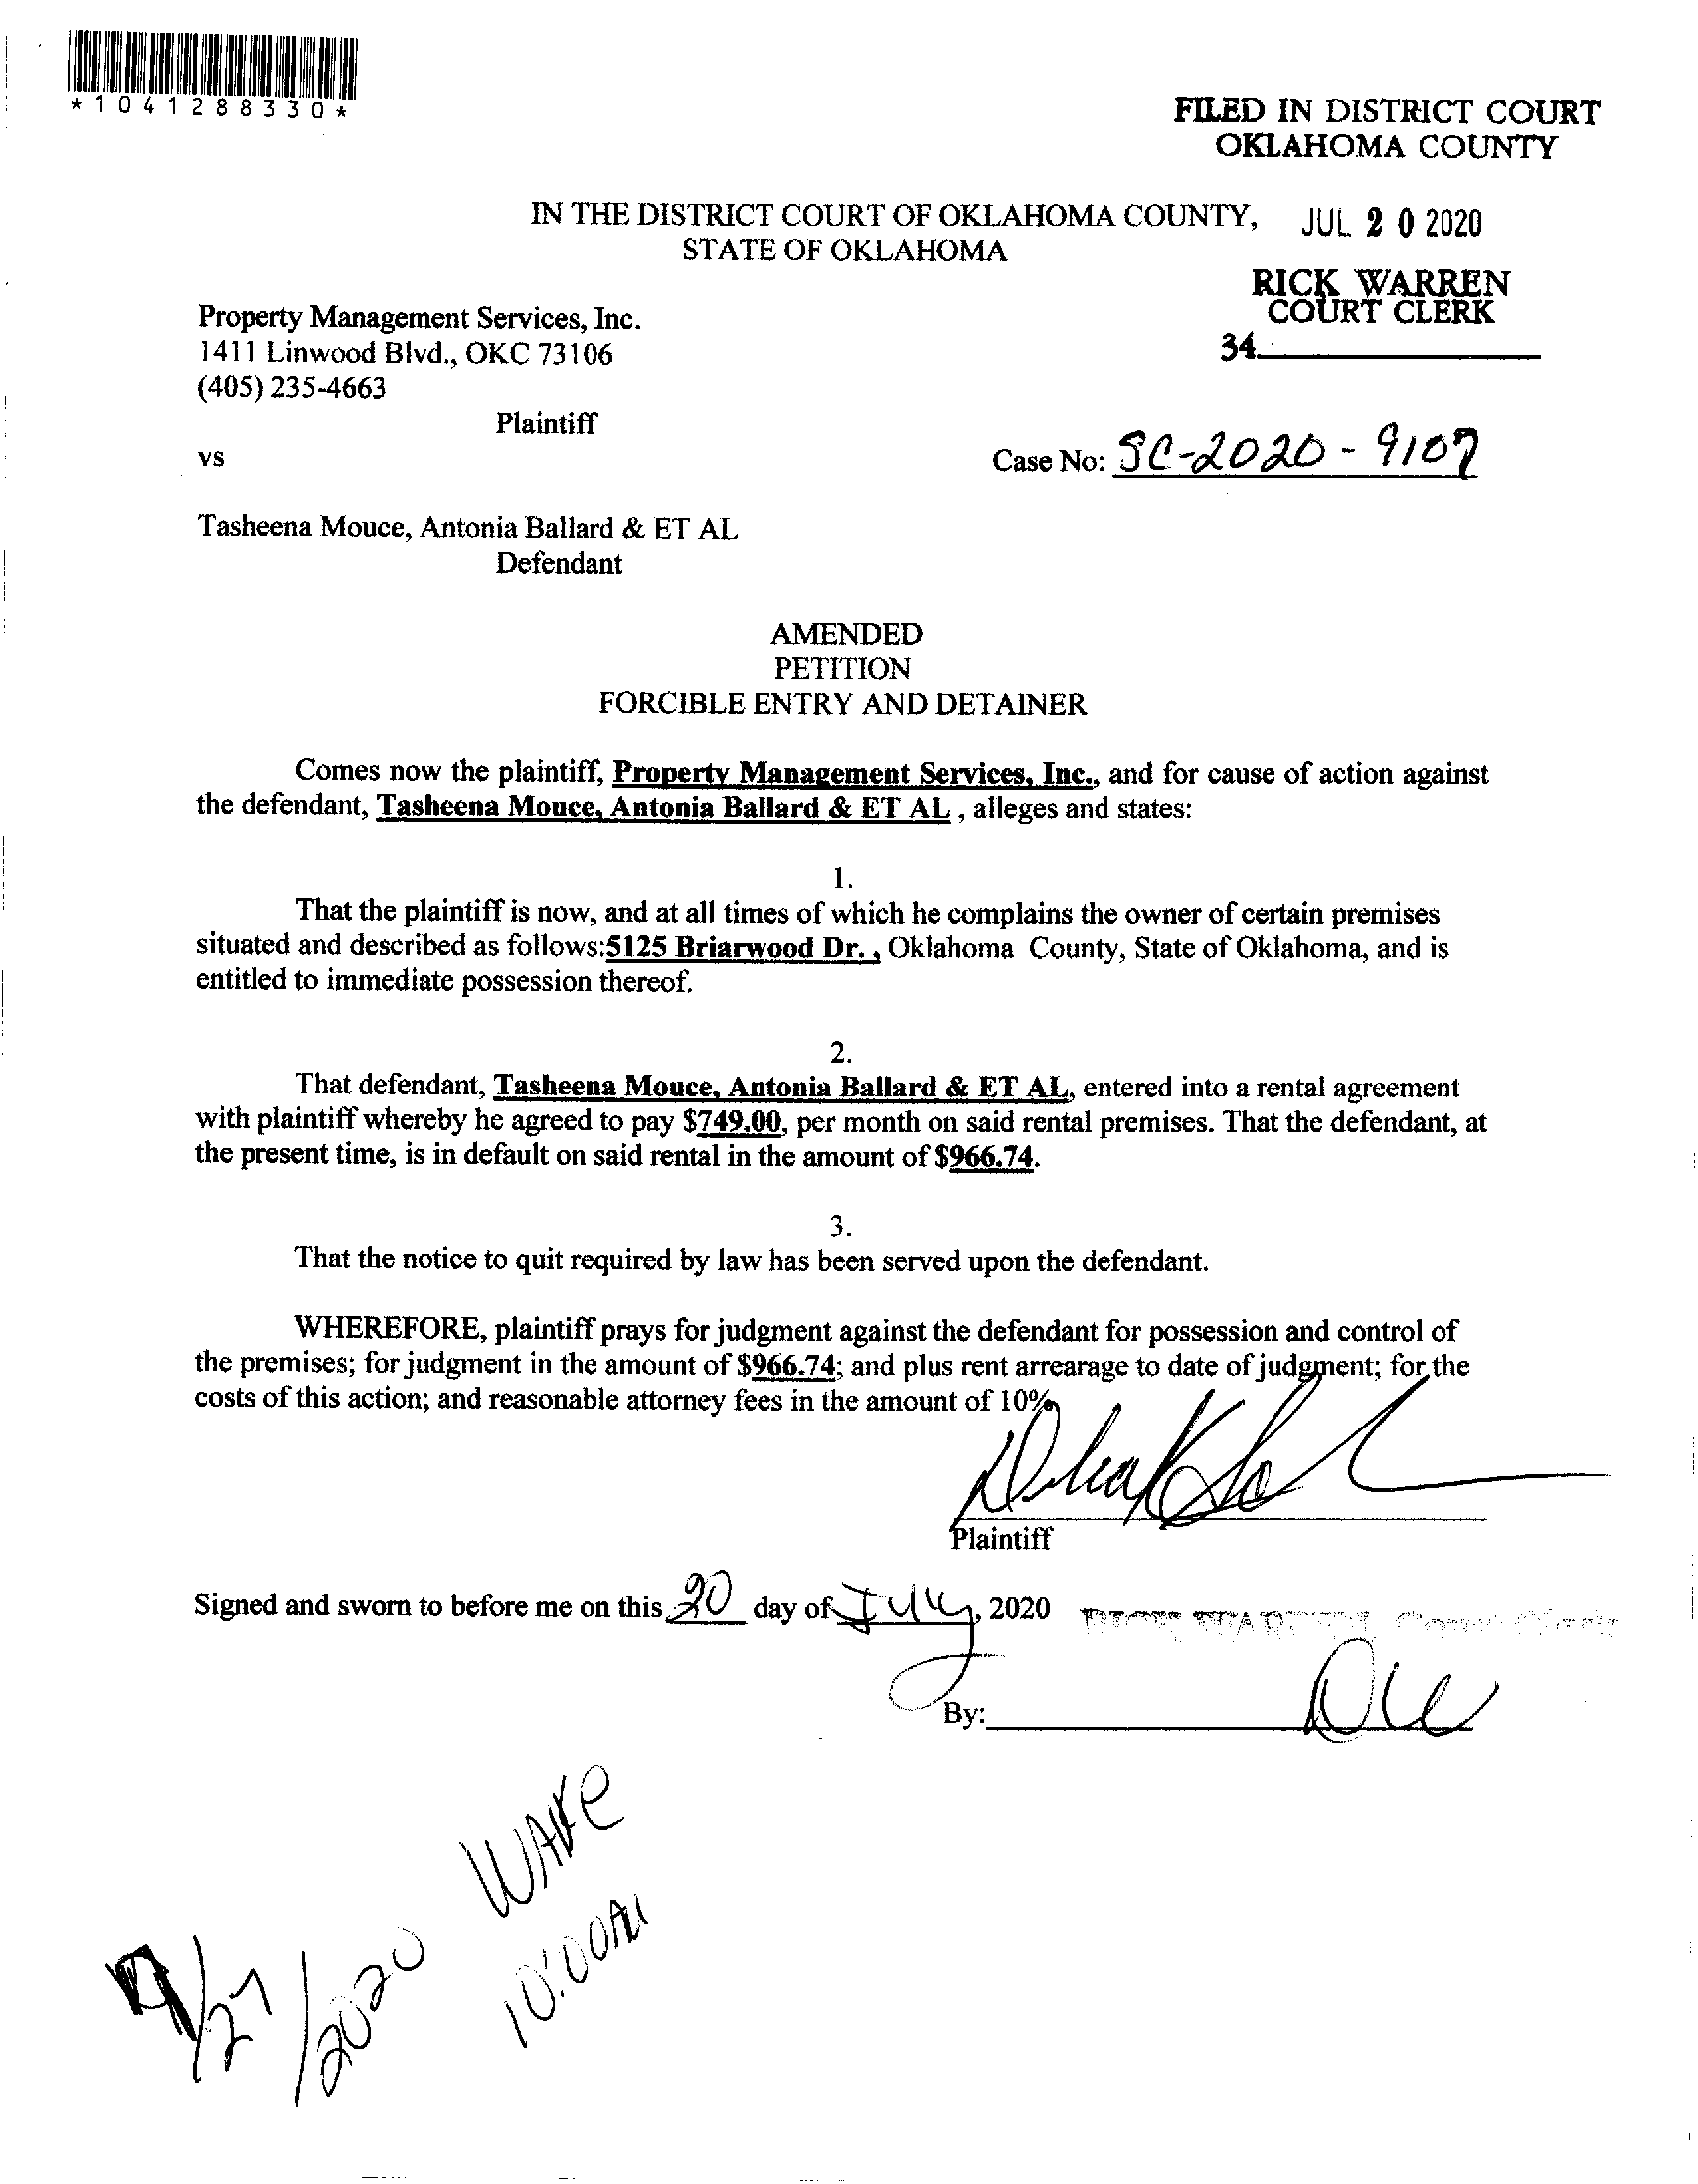 *1041288330*
FILED IN DISTRICT COURT
OKLAHOMA COUNTY
IN THE DISTRICT COURT OF OKLAHOMA COUNTY,
STATE OF OKLAHOMA
JUL 20 2020
RICK WARREN
COURT CLERK
34.
Property Management Services, Inc.
1411 Linwood Blvd., OKC 73106
(405) 235-4663
Plaintiff
vs
Case No: SC-2020-9107
Tasheena Mouce, Antonia Ballard & ET AL
Defendant
AMENDED
PETITION
FORCIBLE ENTRY AND DETAINER
Comes now the plaintiff, Property Management Services, Inc., and for cause of action against
the defendant, Tasheena Mouce, Antonia Ballard & ET AL , alleges and states:
1.
That the plaintiff is now, and at all times of which he complains the owner of certain premises
situated and described as follows:5125 Briarwood Dr. , Oklahoma County, State of Oklahoma, and is
entitled to immediate possession thereof.
2.
That defendant, Tasheena Mouce, Antonia Ballard & ET AL, entered into a rental agreement
with plaintiff whereby he agreed to pay $749.00, per month on said rental premises. That the defendant, at
the present time, is in default on said rental in the amount of $966.74.
3.
That the notice to quit required by law has been served upon the defendant.
WHEREFORE, plaintiff prays for judgment against the defendant for possession and control of
the premises; for judgment in the amount of $966.74; and plus rent arrearage to date of judgment; for the
costs of this action; and reasonable attorney fees in the amount of 10%.
Plaintiff
Signed and sworn to before me on this 20 day of July, 2020
RICK WARREN, Court Clerk
By:
/27/2020
10:00AM